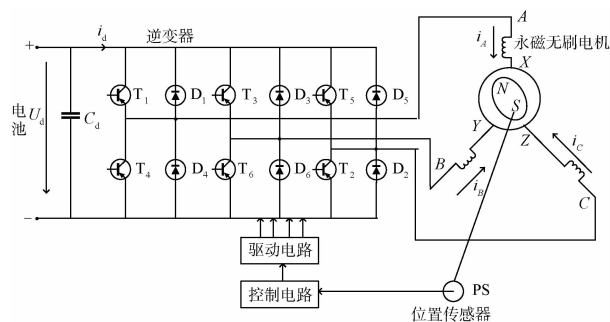 A
+
i_d
逆变器
i_A
永磁无刷电机
X
N
S
T_1
D_1
T_3
D_3
T_5
D_5
电池
U_d
C_d
Y
Z
i_C
B
T_4
D_4
T_6
D_6
T_2
D_2
i_B
C
−
驱动电路
控制电路
PS
位置传感器